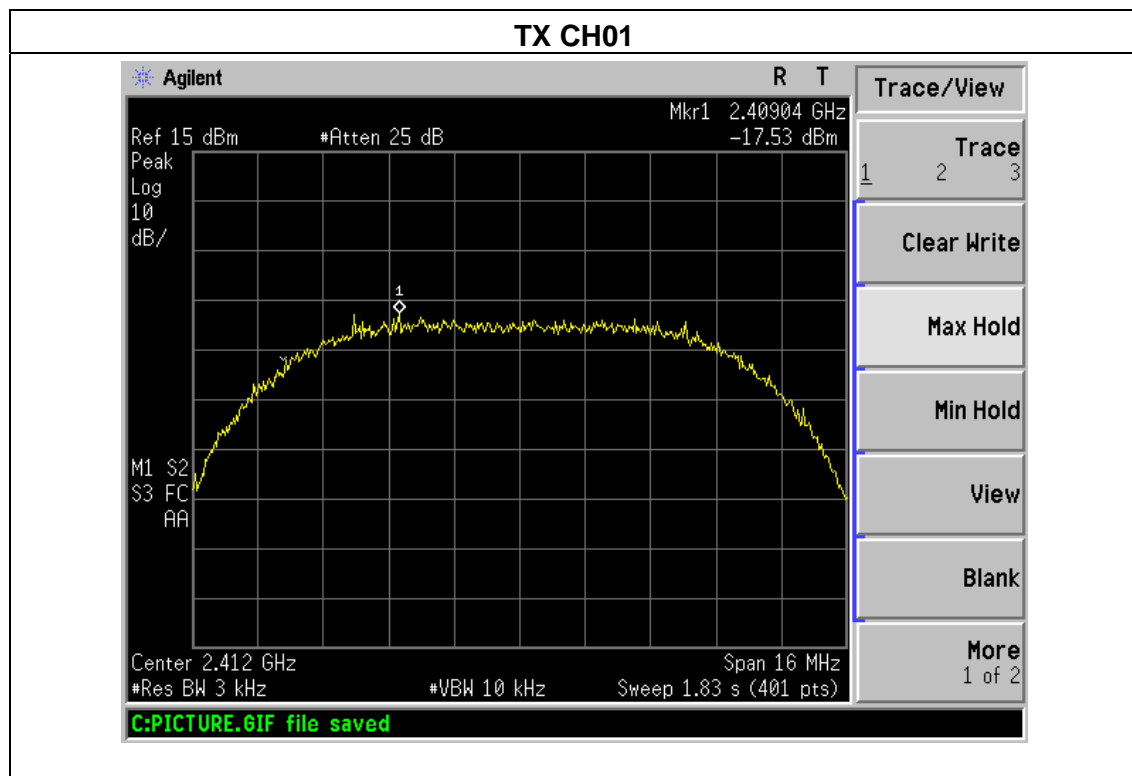 TX CH01
Agilent R T
Mkr1 2.40904 GHz
Ref 15 dBm #Atten 25 dB -17.53 dBm
Peak
Log
10
dB/
1
M1 S2
S3 FC
AA
Center 2.412 GHz Span 16 MHz
#Res BW 3 kHz #VBW 10 kHz Sweep 1.83 s (401 pts)
C:PICTURE.GIF file saved
Trace/View
Trace
1 2 3
Clear Write
Max Hold
Min Hold
View
Blank
More
1 of 2